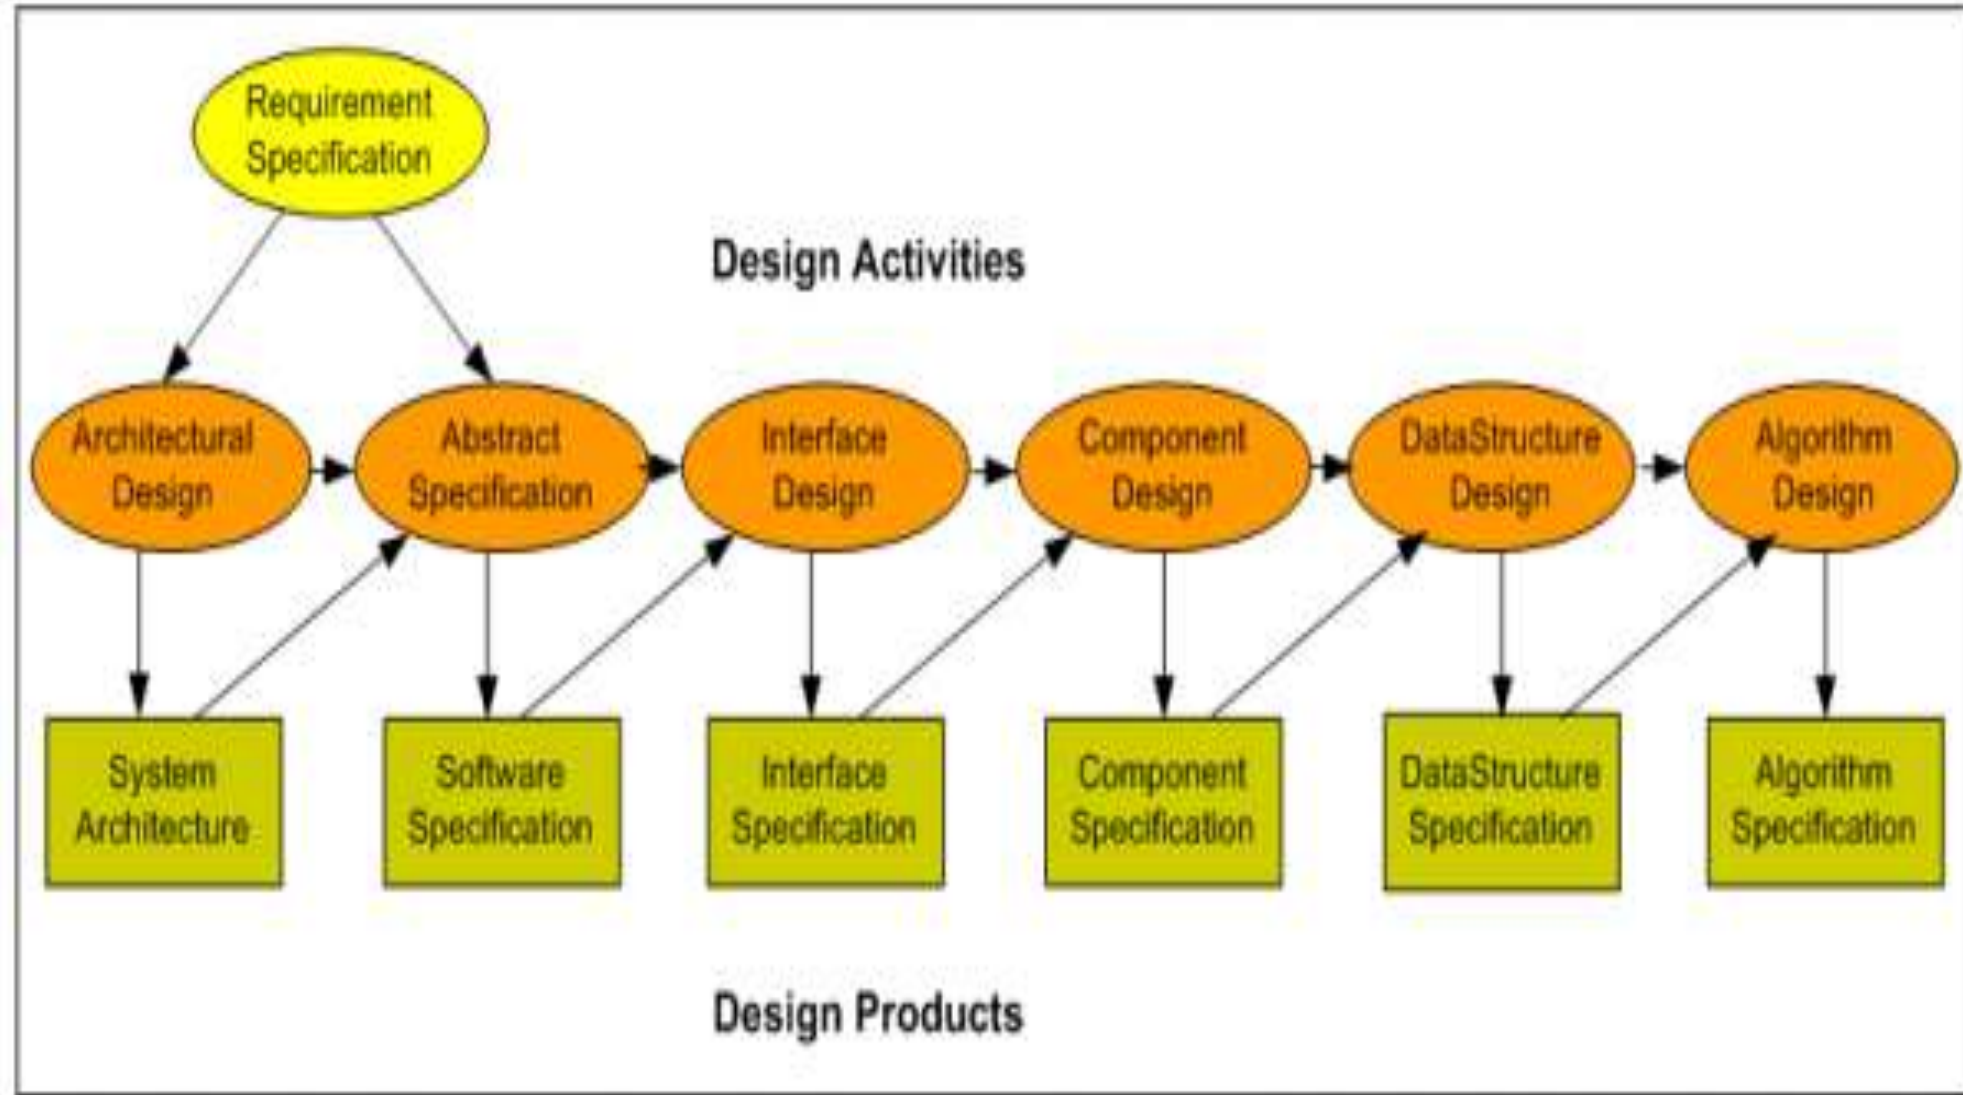 Requirement
Specification
Design Activities
Architectural
Design
Abstract
Specification
Interface
Design
Component
Design
DataStructure
Design
Algorithm
Design
System
Architecture
Software
Specification
Interface
Specification
Component
Specification
DataStructure
Specification
Algorithm
Specification
Design Products